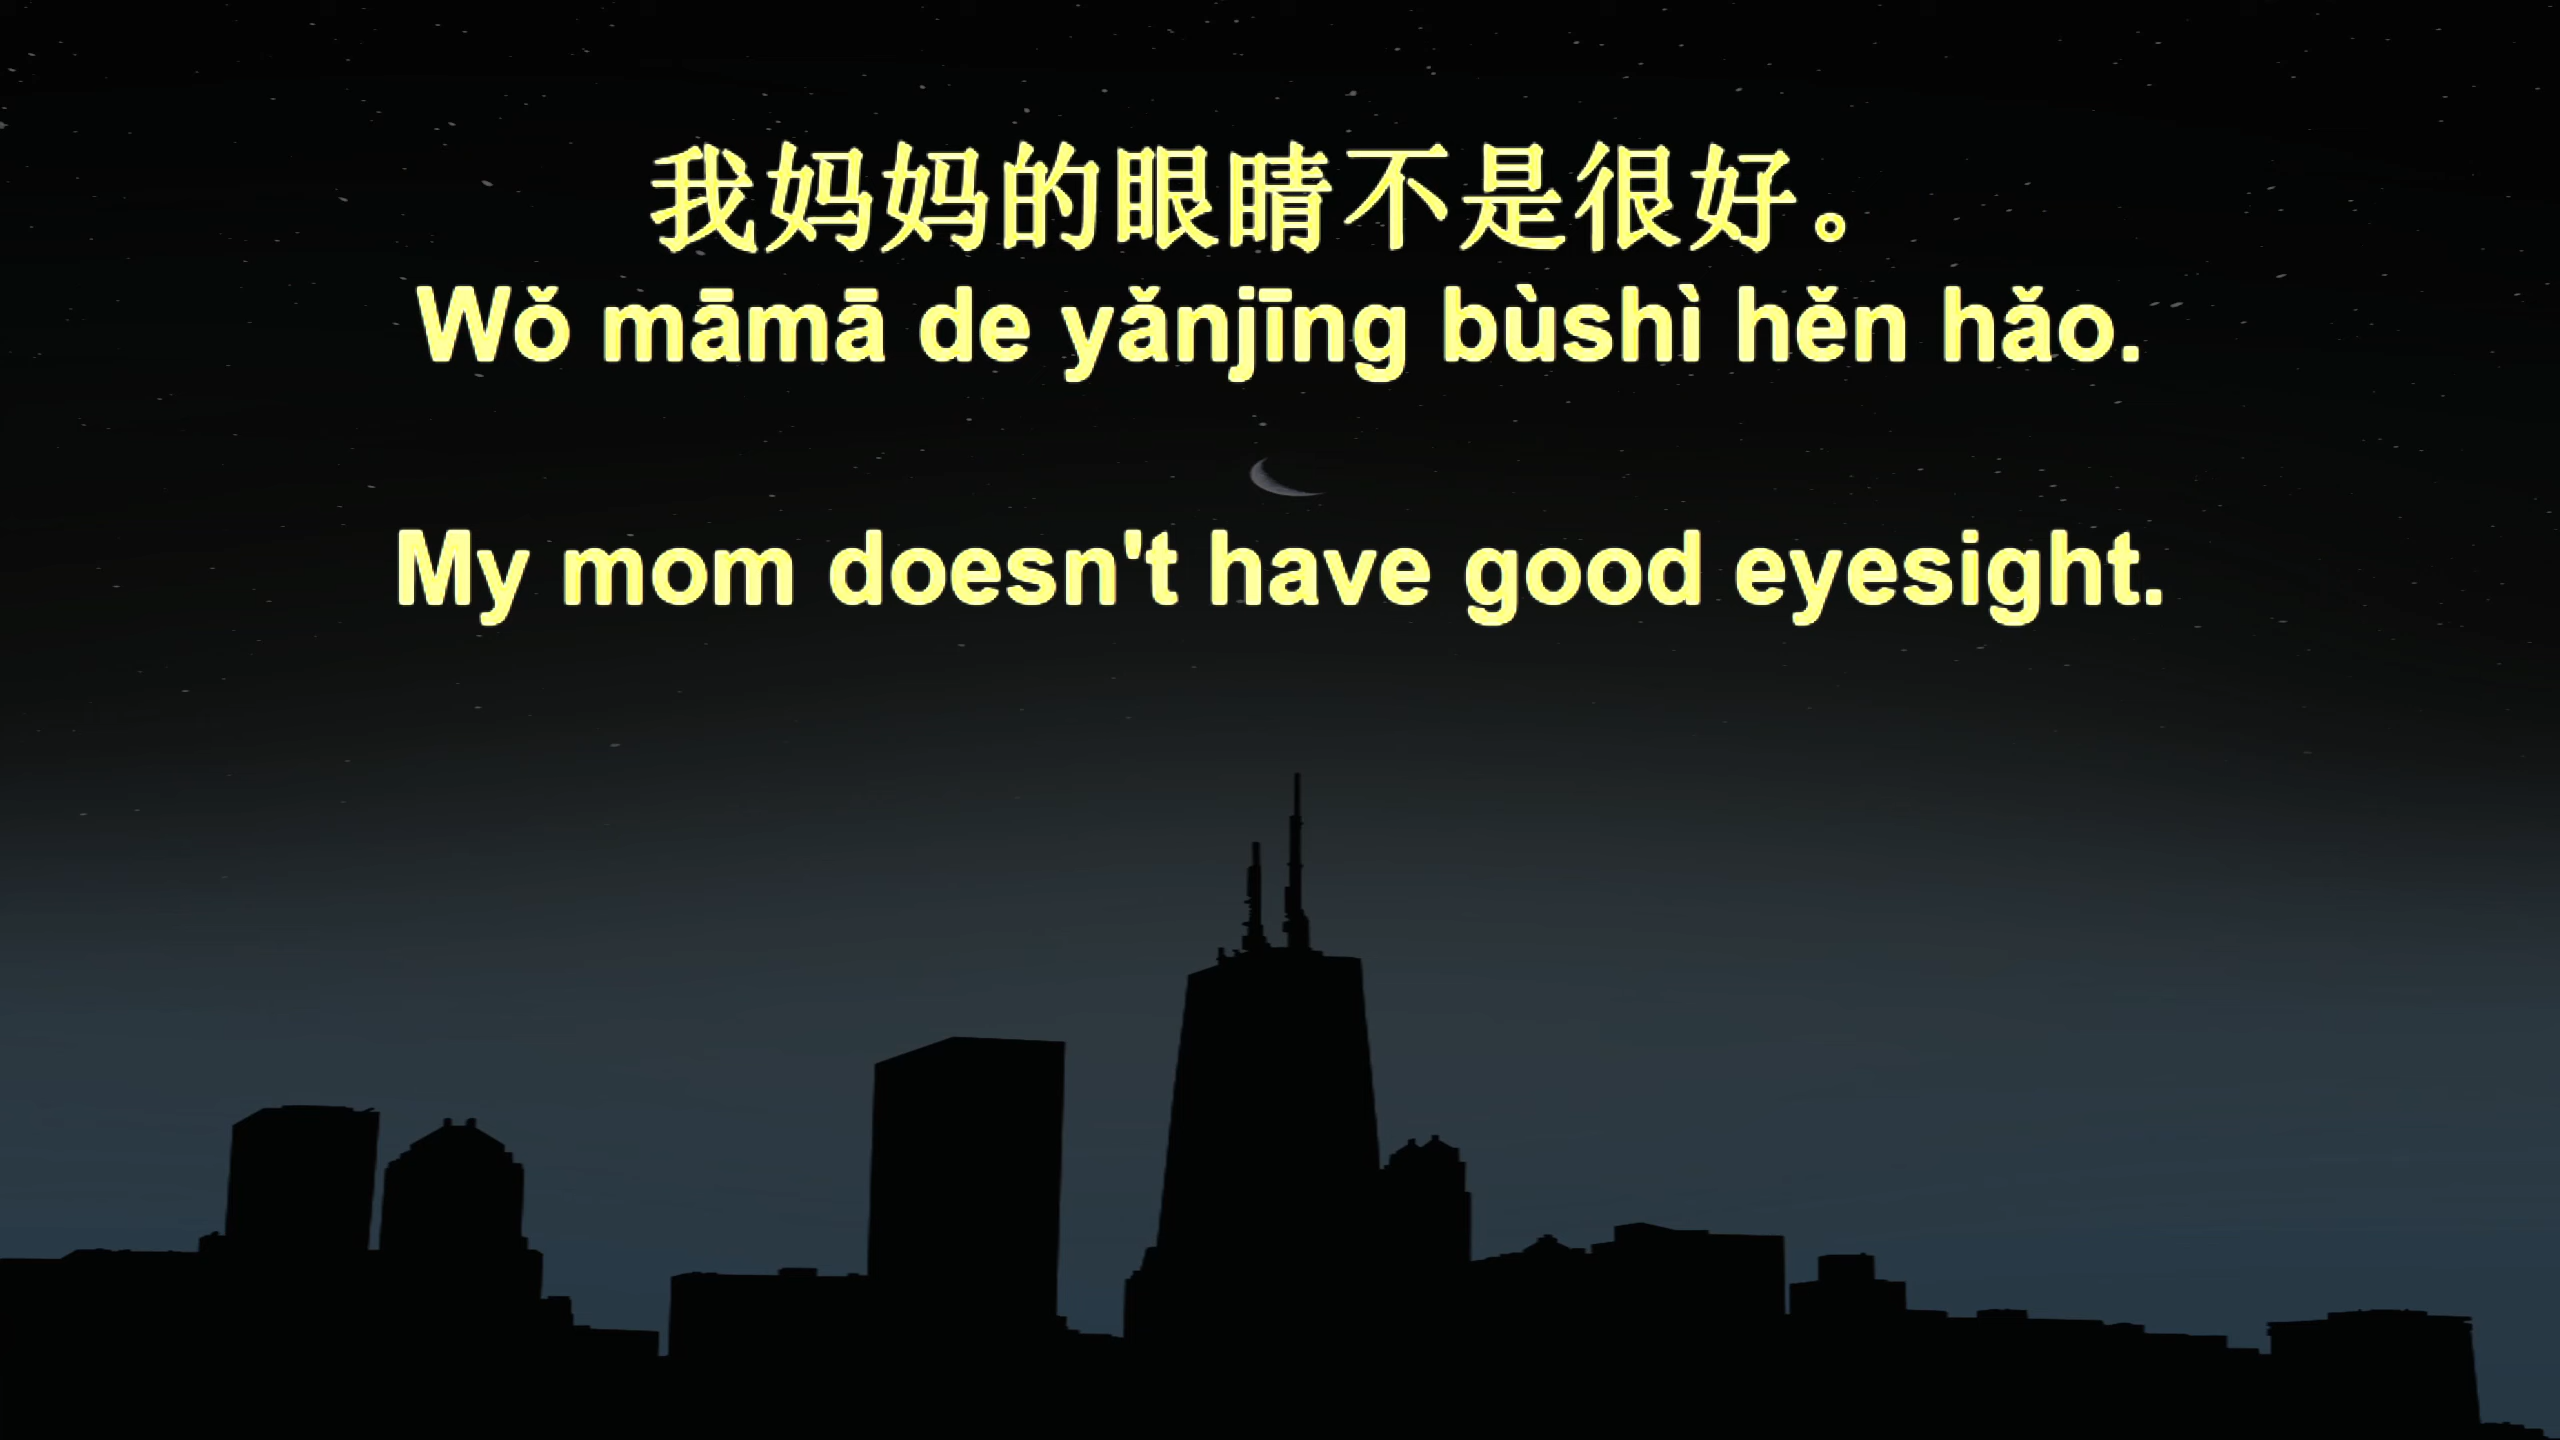 我妈妈的眼睛不是很好。
Wǒ māmā de yǎnjīng bùshì hěn hǎo.
My mom doesn't have good eyesight.